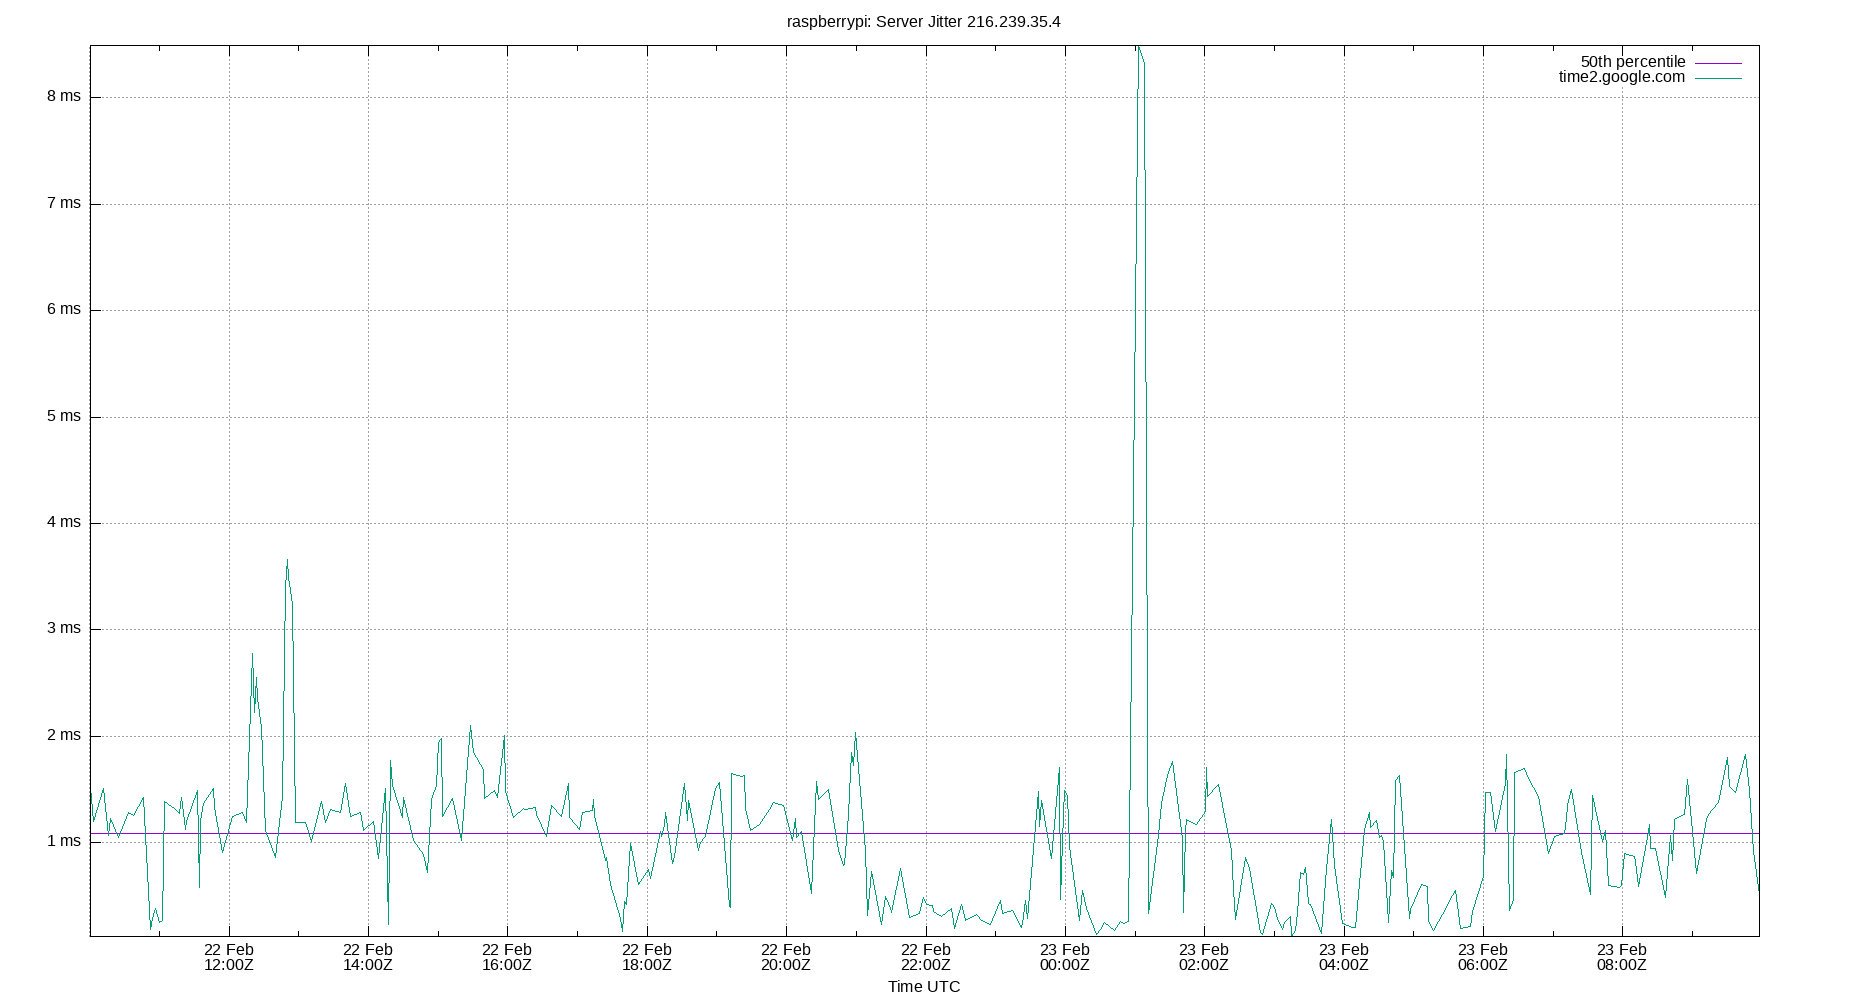 raspberrypi: Server Jitter 216.239.35.4
50th percentile
time2.google.com
8 ms
7 ms
6 ms
5 ms
4 ms
3 ms
2 ms
1 ms
22 Feb 22 Feb 22 Feb 22 Feb 22 Feb 22 Feb 23 Feb 23 Feb 23 Feb 23 Feb 23 Feb
12:00Z 14:00Z 16:00Z 18:00Z 20:00Z 22:00Z 00:00Z 02:00Z 04:00Z 06:00Z 08:00Z
Time UTC